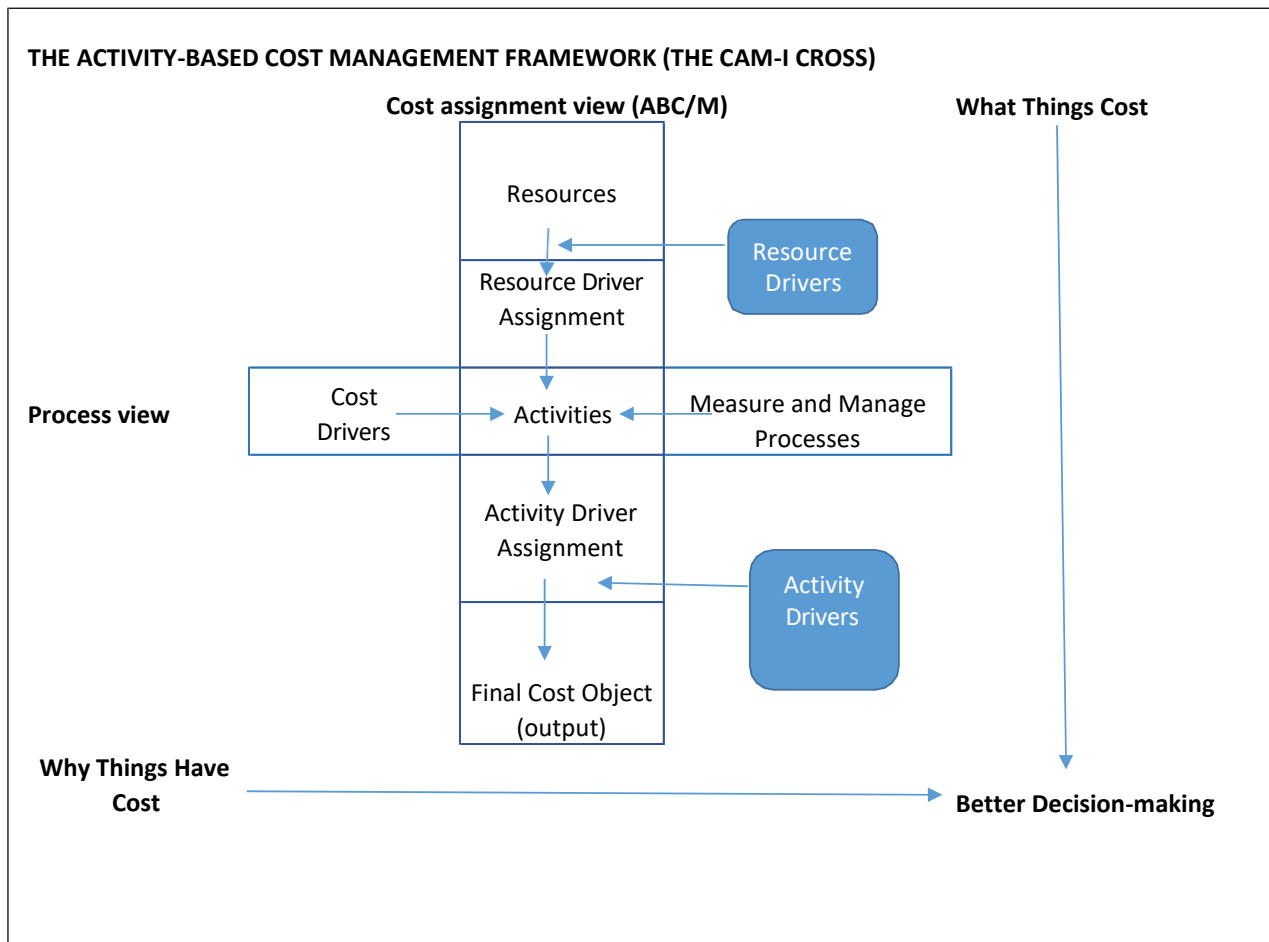 THE ACTIVITY-BASED COST MANAGEMENT FRAMEWORK (THE CAM-I CROSS)
Cost assignment view (ABC/M)
What Things Cost
Resources
Resource
Drivers
Resource Driver
Assignment
Process view
Cost
Drivers
Activities
Measure and Manage
Processes
Activity Driver
Assignment
Activity
Drivers
Final Cost Object
(output)
Why Things Have
Cost
Better Decision-making